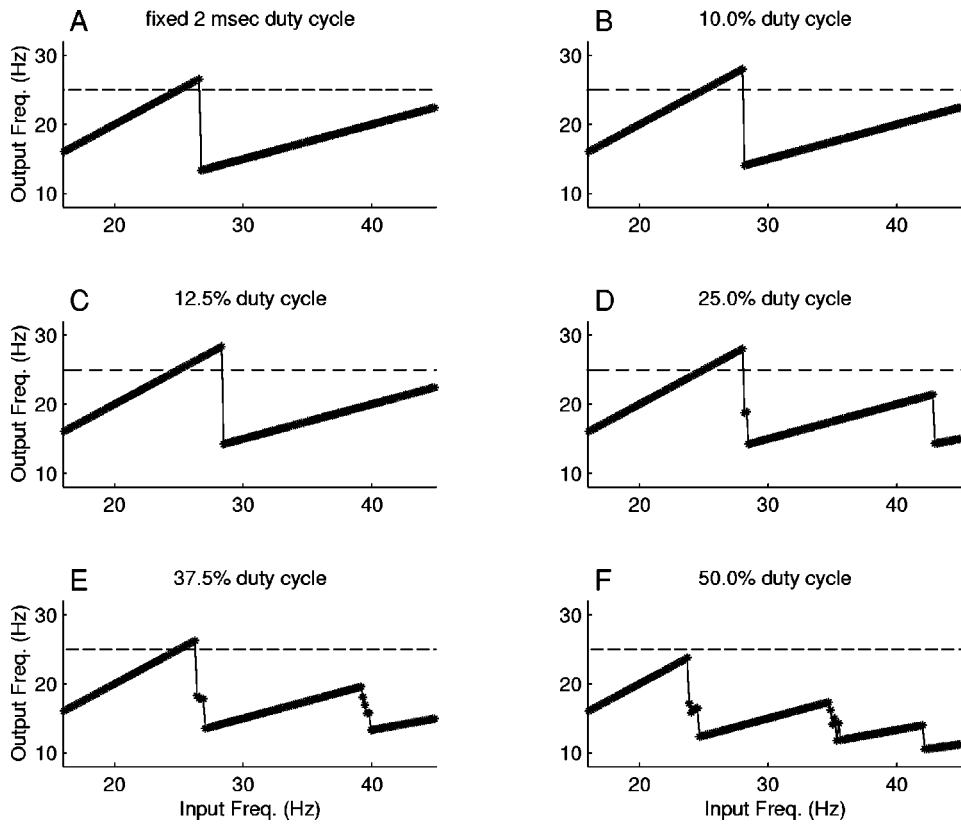 A fixed 2 msec duty cycle
B 10.0% duty cycle
Output Freq. (Hz)
30
20
10
20 30 40
30
20
10
20 30 40
C 12.5% duty cycle
D 25.0% duty cycle
Output Freq. (Hz)
30
20
10
20 30 40
30
20
10
20 30 40
E 37.5% duty cycle
F 50.0% duty cycle
Output Freq. (Hz)
30
20
10
20 30 40
Input Freq. (Hz)
30
20
10
20 30 40
Input Freq. (Hz)